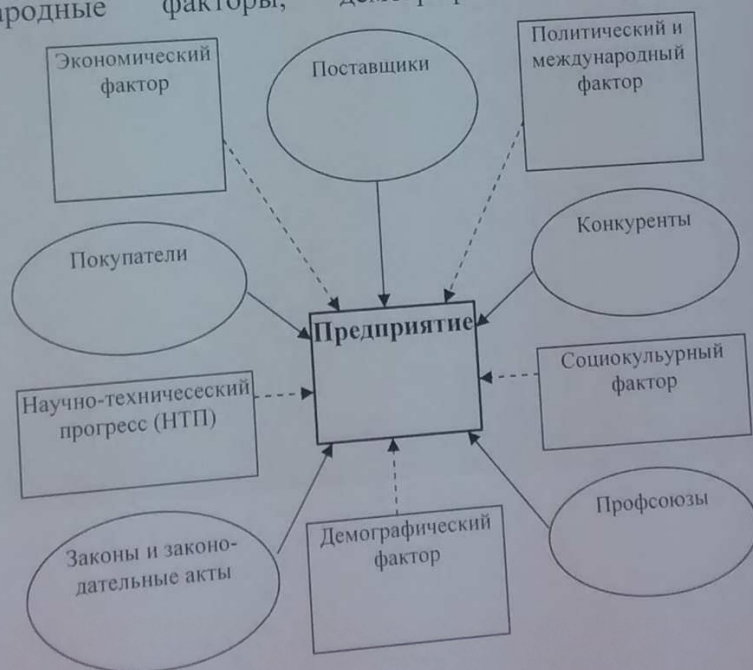 факторы,
Экономический
фактор
Поставщики
Политический и
международный
фактор
Покупатели
Конкуренты
Предприятие
Научно-техничесеский
прогресс (НТП)
Социокульурный
фактор
Законы и законо-
дательные акты
Демографический
фактор
Профсоюзы